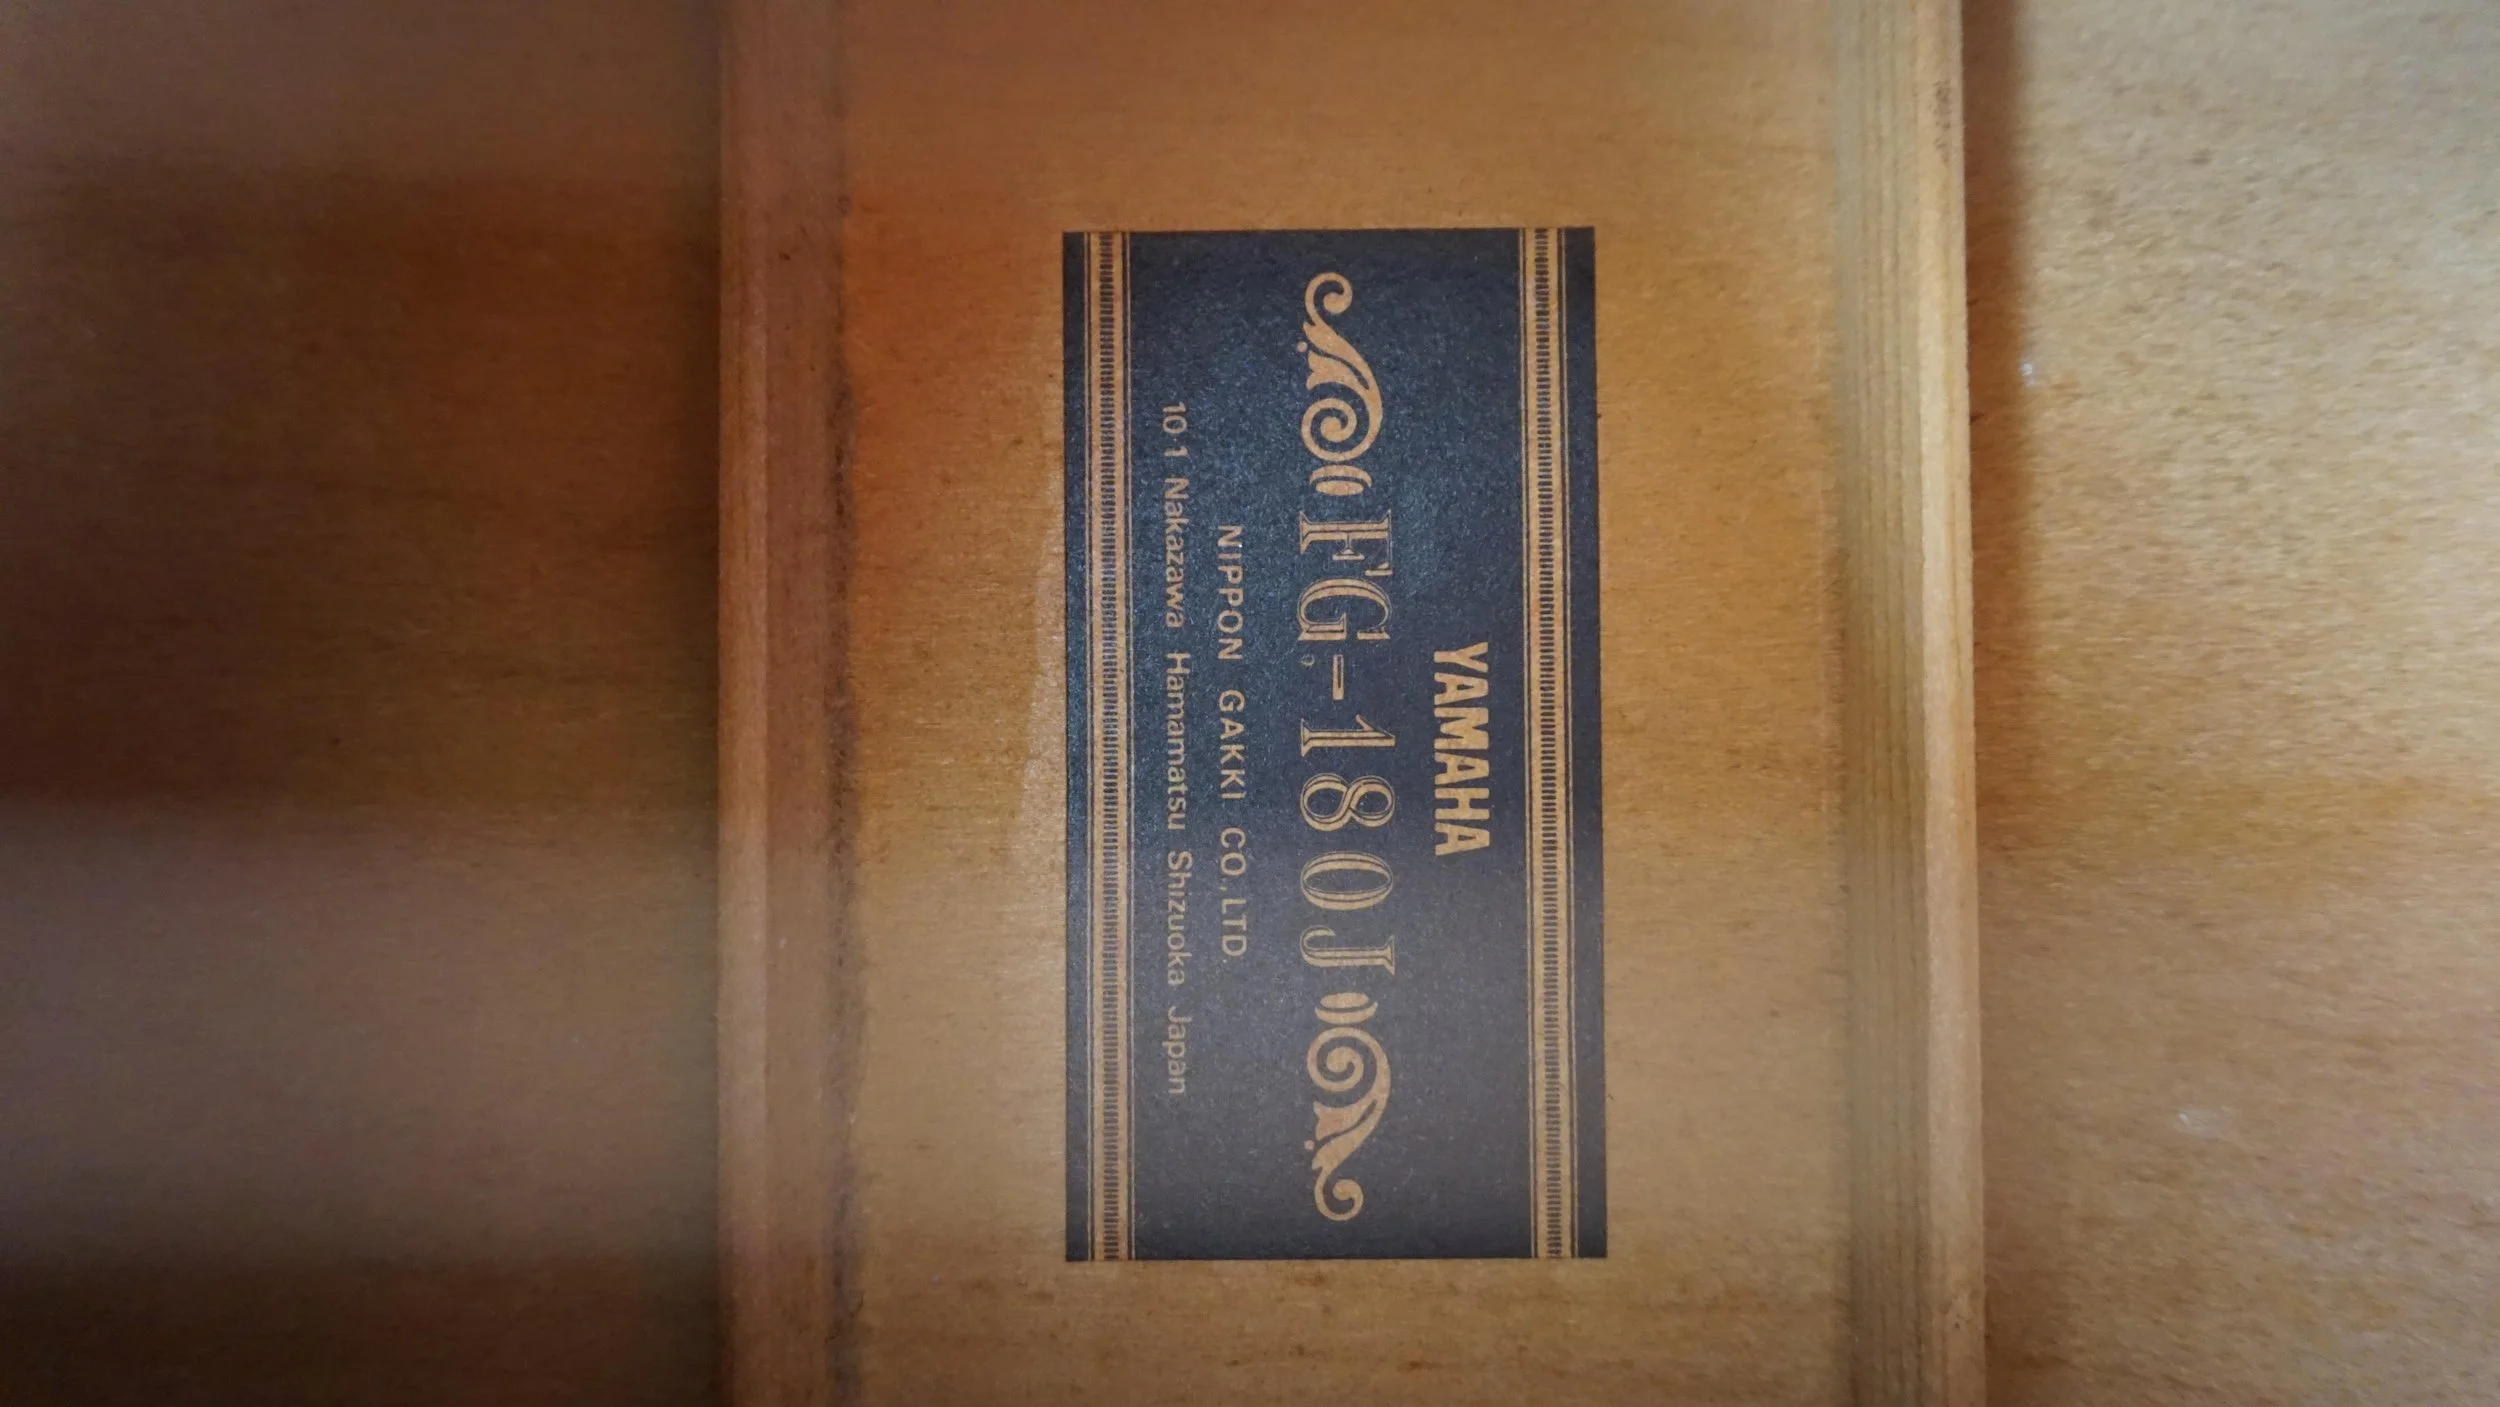 YAMAHA
FG-180J
NIPPON GAKKI CO.,LTD.
10-1 Nakazawa Hamamatsu Shizuoka Japan